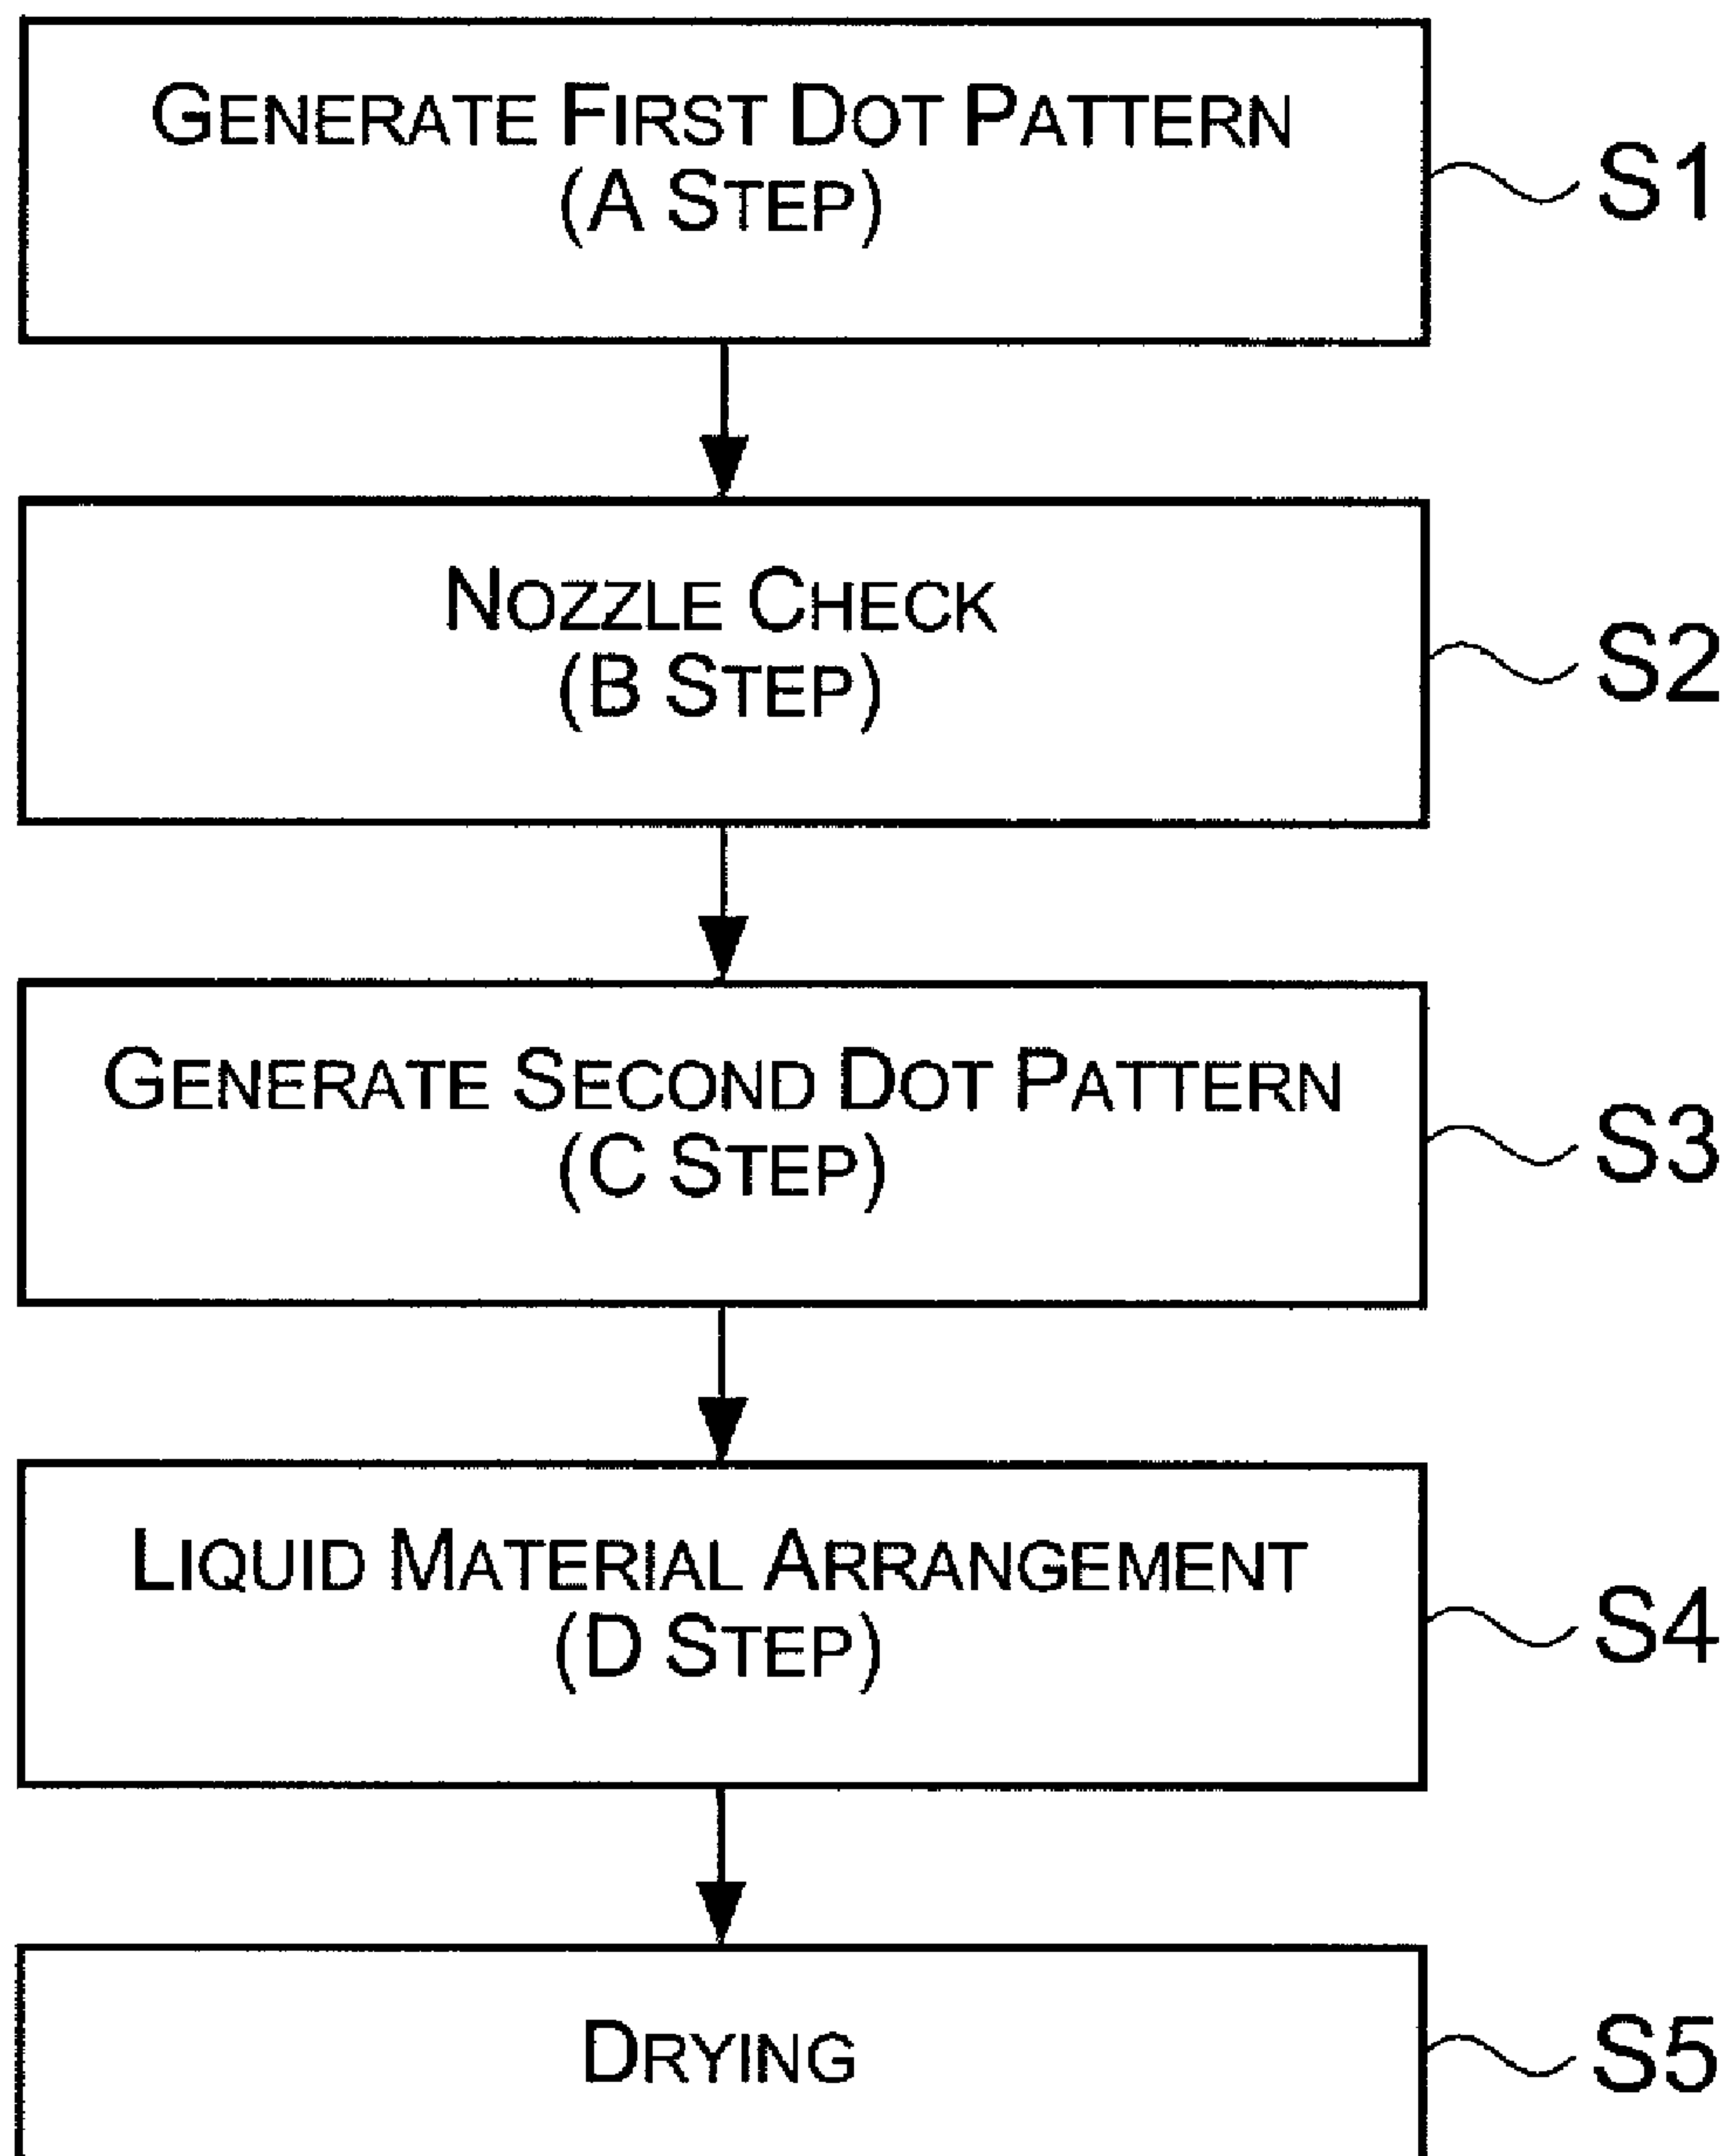 GENERATE FIRST DOT PATTERN
(A STEP)
S1
NOZZLE CHECK
(B STEP)
S2
GENERATE SECOND DOT PATTERN
(C STEP)
S3
LIQUID MATERIAL ARRANGEMENT
(D STEP)
S4
DRYING
S5